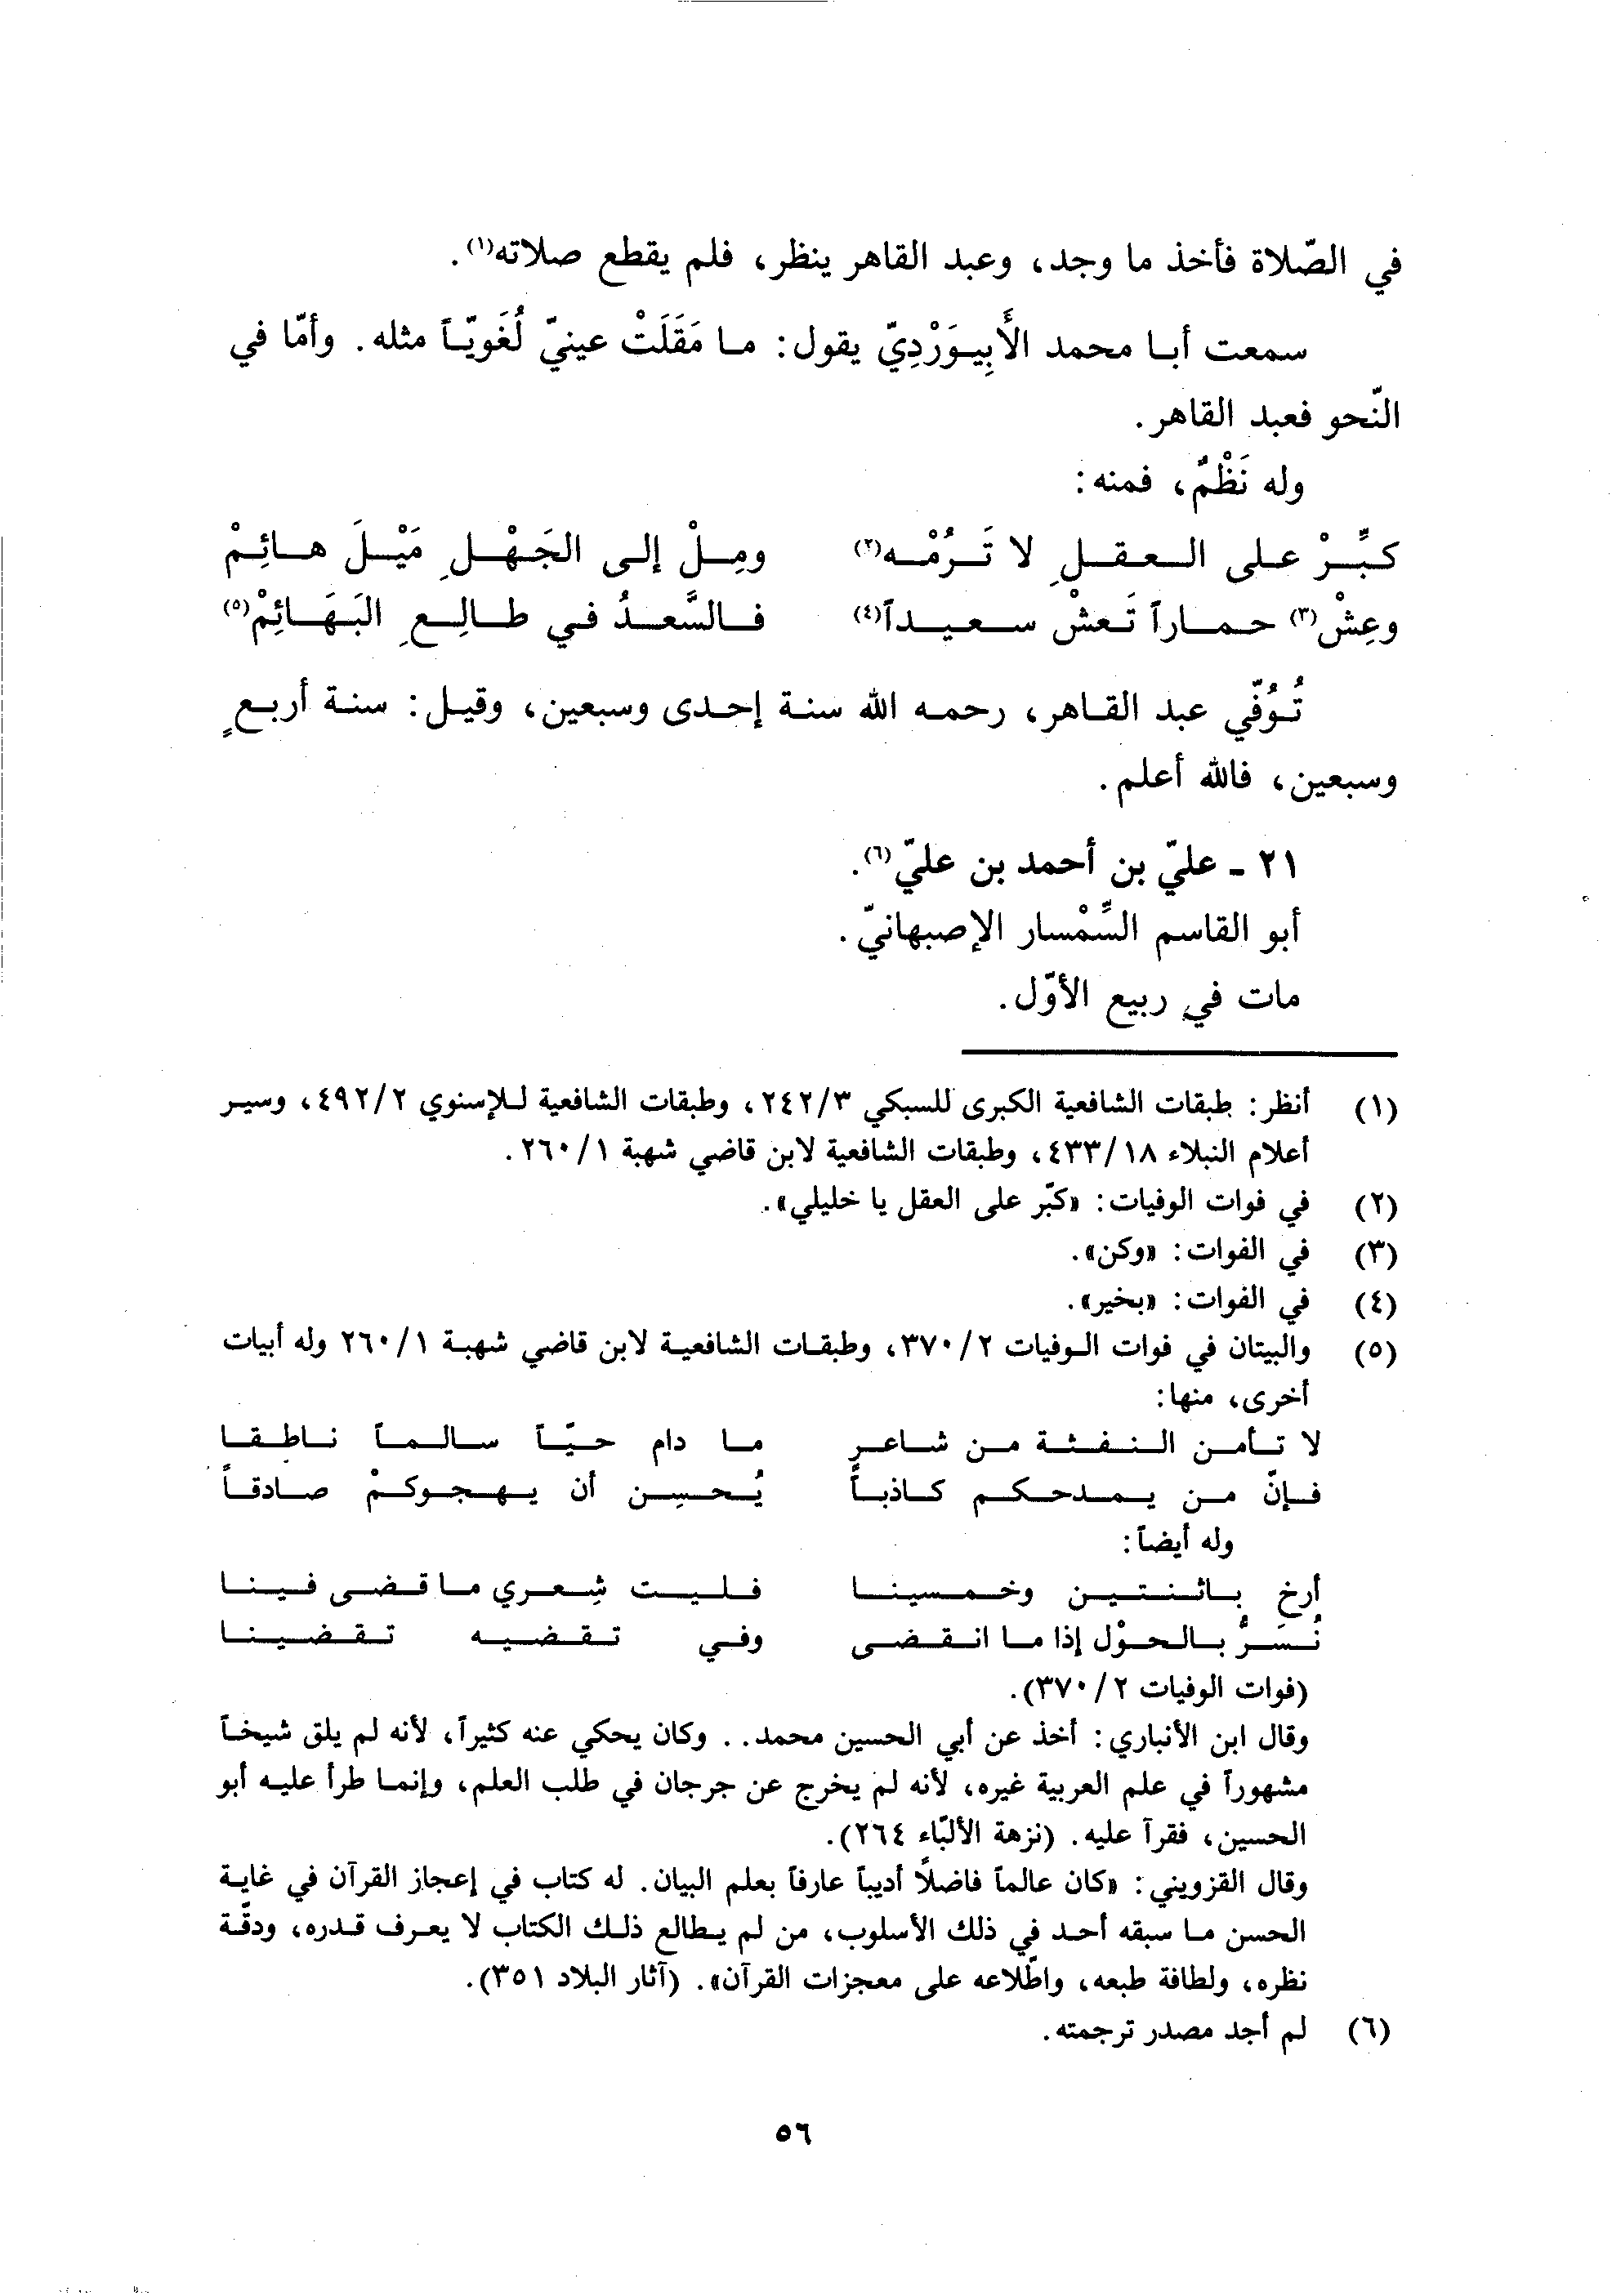 في الصّلاة فأخذ ما وجد، وعبد القاهر ينظر، فلم يقطع صلاته(١).
سمعت أبا محمد الأَبِيوَرْدِيّ يقول: ما مَقَلَتْ عينيّ لُغَويّاً مثله. وأمّا في
النّحو فعبد القاهر.
وله نَظْمٌ، فمنه:
كبِّرْ على العقلِ لا تَرُمْه(٢) ومِلْ إلى الجَهْلِ مَيْلَ هائِمْ
وعِشْ(٣) حماراً تَعشْ سعيداً(٤) فالسَّعدُ في طالِعِ البَهَائِمْ(٥)
تُوُفّي عبد القاهر، رحمه الله سنة إحدى وسبعين، وقيل: سنة أربعٍ
وسبعين، فالله أعلم.
٢١ - عليّ بن أحمد بن عليّ(٦).
أبو القاسم السِّمْسار الإصبهانيّ.
مات في ربيع الأوّل.
(١) أنظر: طبقات الشافعية الكبرى للسبكي ٢٤٢/٣، وطبقات الشافعية للإسنوي ٤٩٢/٢، وسير
أعلام النبلاء ٤٣٣/١٨، وطبقات الشافعية لابن قاضي شهبة ٢٦٠/١.
(٢) في فوات الوفيات: «كبّر على العقل يا خليلي».
(٣) في الفوات: «وكن».
(٤) في الفوات: «بخير».
(٥) والبيتان في فوات الوفيات ٣٧٠/٢، وطبقات الشافعية لابن قاضي شهبة ٢٦٠/١ وله أبيات
أخرى، منها:
لا تأمن النفثة من شاعرٍ ما دام حيّاً سالماً ناطقا
فإنّ من يمدحكم كاذباً يُحسِن أن يهجوكمْ صادقاً
وله أيضاً:
أرخِ باثنتين وخمسينا فليت شِعري ما قضى فينا
نُسَرُّ بالحوْل إذا ما انقضى وفي تقضيه تقضينا
(فوات الوفيات ٣٧٠/٢).
وقال ابن الأنباري: أخذ عن أبي الحسين محمد.. وكان يحكي عنه كثيراً، لأنه لم يلق شيخاً
مشهوراً في علم العربية غيره، لأنه لم يخرج عن جرجان في طلب العلم، وإنما طرأ عليه أبو
الحسين، فقرآ عليه. (نزهة الألبّاء ٢٦٤).
وقال القزويني: «كان عالماً فاضلاً أديباً عارفاً بعلم البيان. له كتاب في إعجاز القرآن في غاية
الحسن ما سبقه أحد في ذلك الأسلوب، من لم يطالع ذلك الكتاب لا يعرف قدره، ودقّة
نظره، ولطافة طبعه، واطّلاعه على معجزات القرآن». (آثار البلاد ٣٥١).
(٦) لم أجد مصدر ترجمته.
٥٦